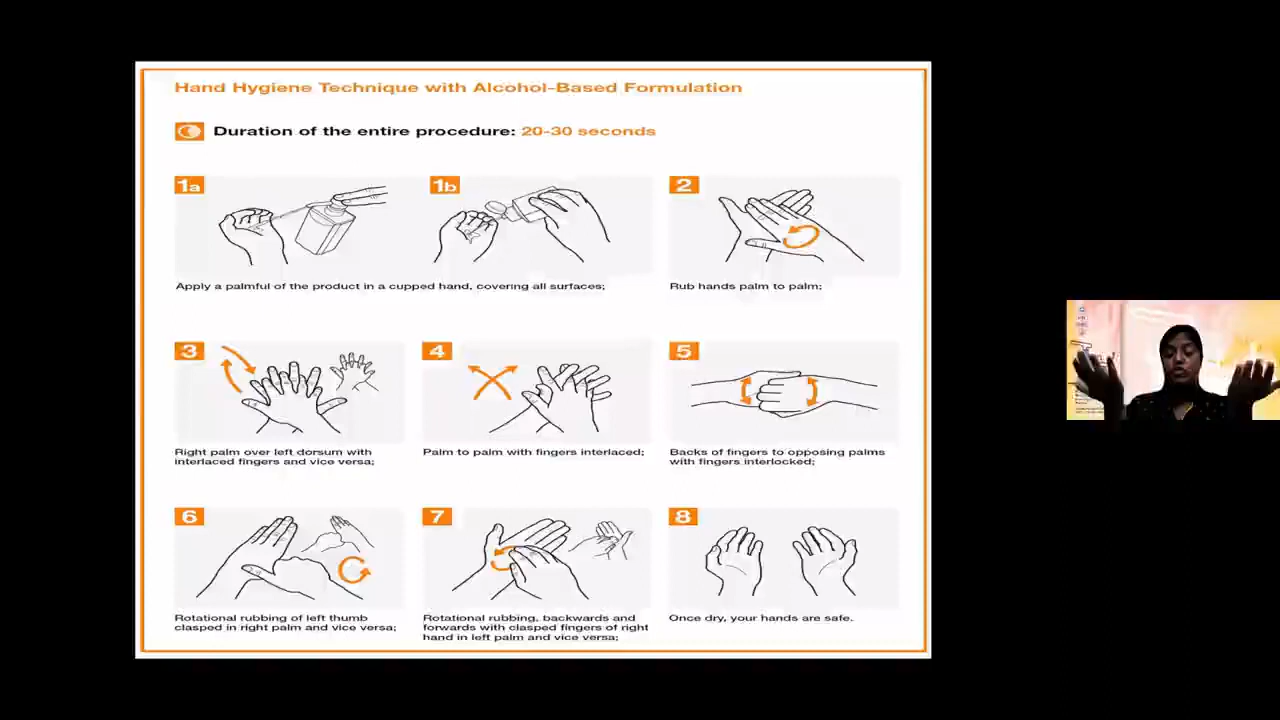 Hand Hygiene Technique with Alcohol-Based Formulation
Duration of the entire procedure: 20-30 seconds
1a
1b
2
Apply a palmful of the product in a cupped hand, covering all surfaces;
Rub hands palm to palm;
3
4
5
Right palm over left dorsum with
interlaced fingers and vice versa;
Palm to palm with fingers interlaced;
Backs of fingers to opposing palms
with fingers interlocked;
6
7
8
Rotational rubbing of left thumb
clasped in right palm and vice versa;
Rotational rubbing, backwards and
forwards with clasped fingers of right
hand in left palm and vice versa;
Once dry, your hands are safe.